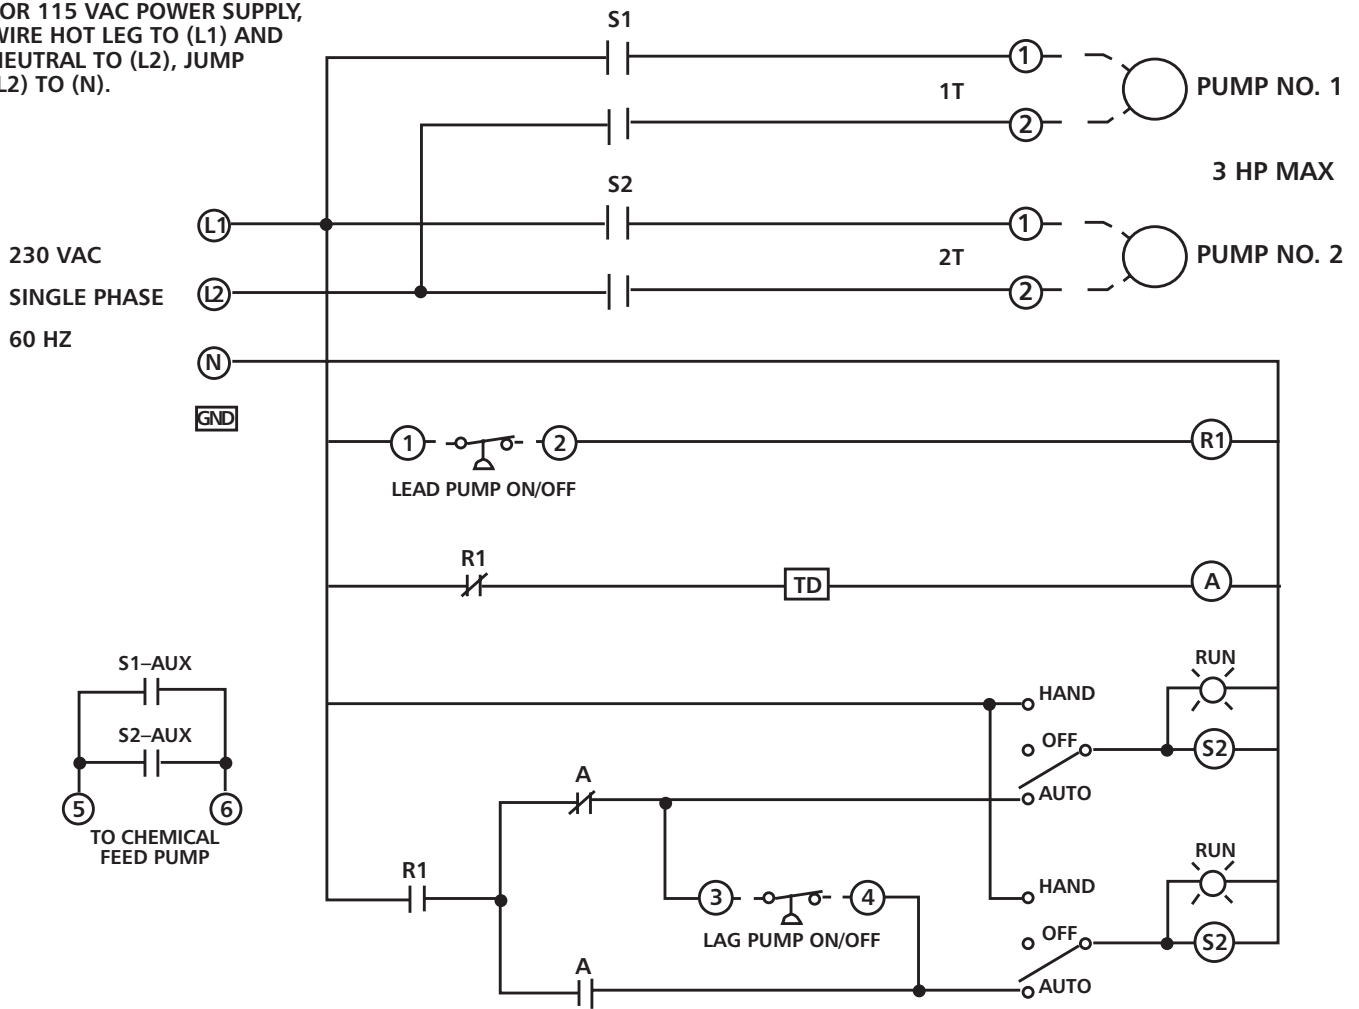 OR 115 VAC POWER SUPPLY,
WIRE HOT LEG TO (L1) AND
NEUTRAL TO (L2), JUMP
L2) TO (N).
S1
1
1T
2
PUMP NO. 1
3 HP MAX
S2
1
2T
2
PUMP NO. 2
L1
230 VAC
SINGLE PHASE
L2
60 HZ
N
GND
1
2
LEAD PUMP ON/OFF
R1
R1
TD
A
S1–AUX
S2–AUX
5
6
TO CHEMICAL
FEED PUMP
RUN
HAND
OFF
S2
A
AUTO
R1
RUN
HAND
3
4
LAG PUMP ON/OFF
OFF
S2
A
AUTO